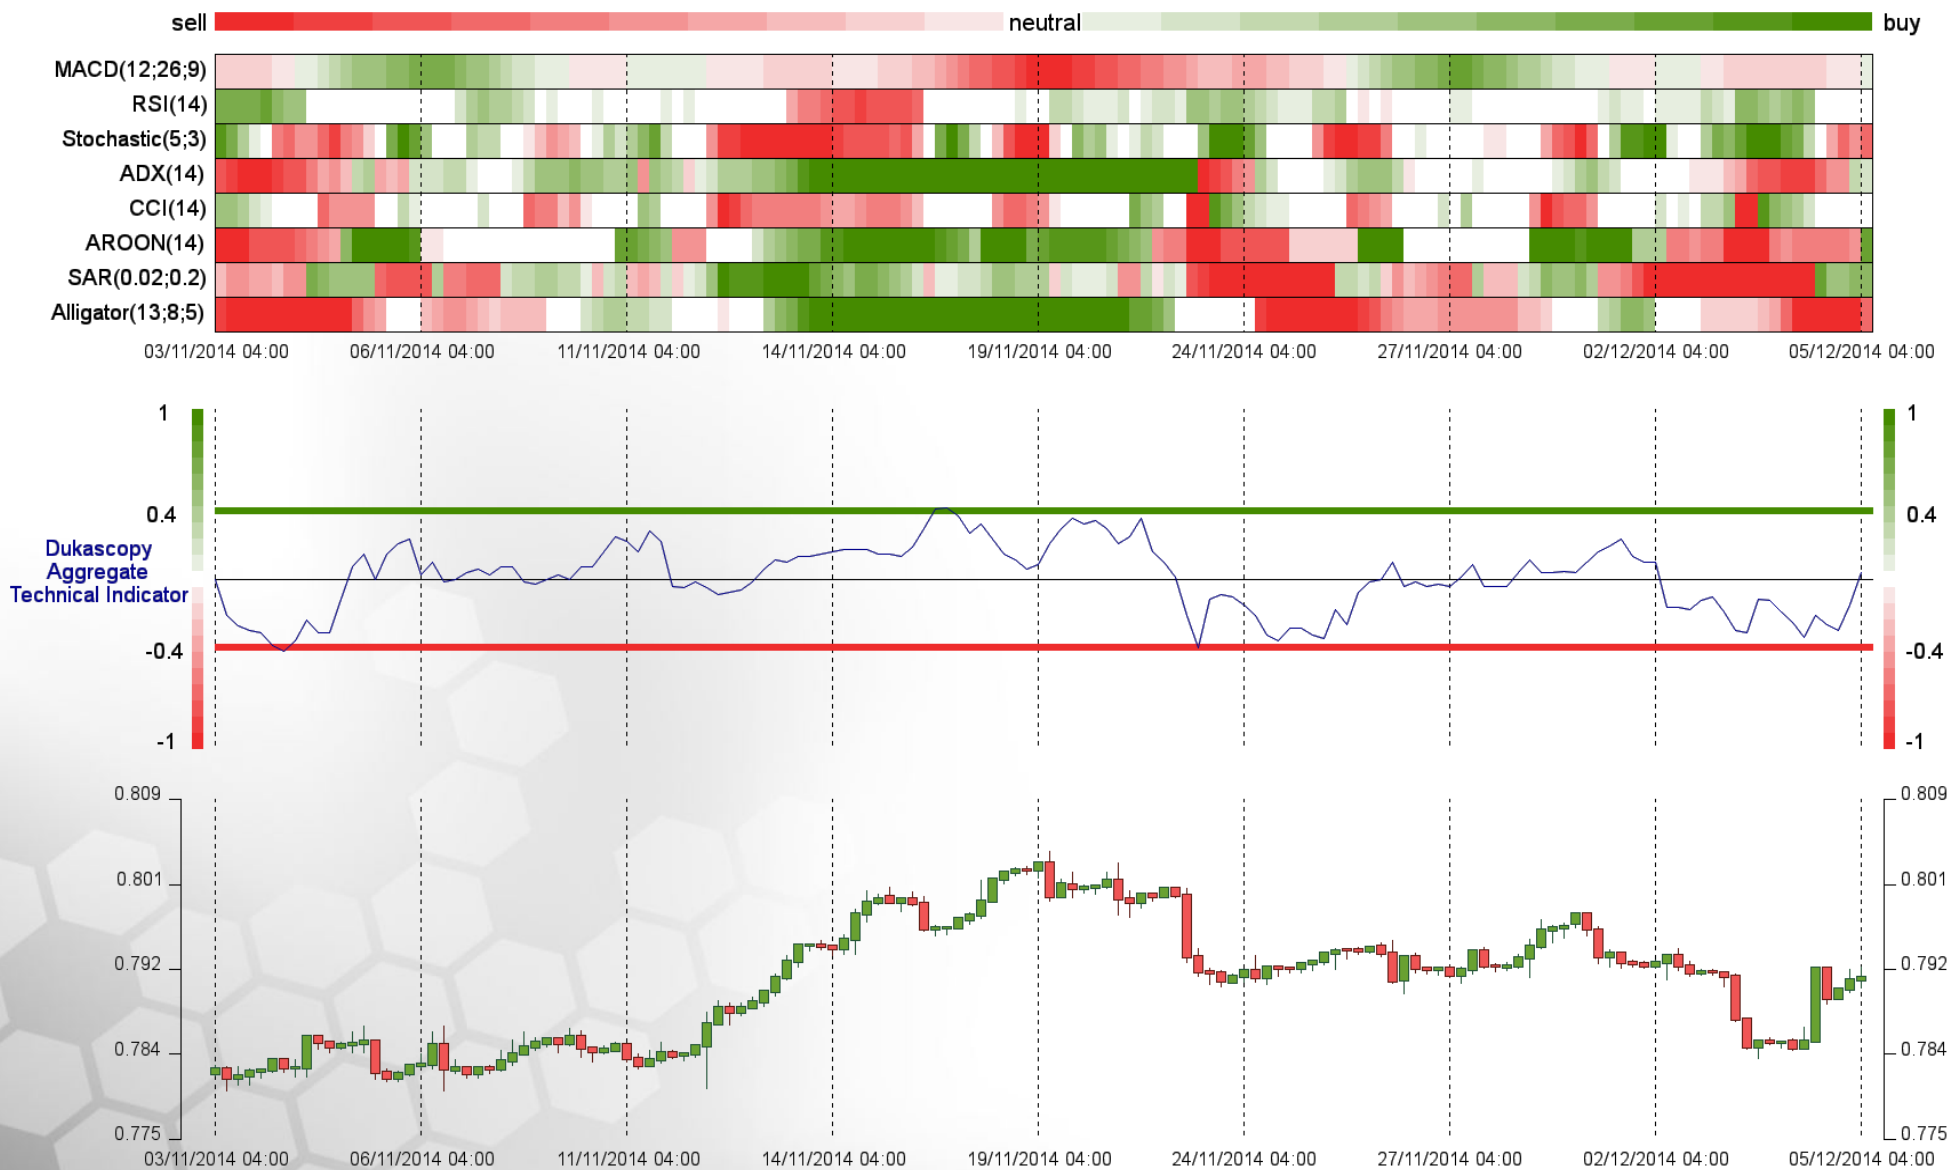 sell neutral buy
MACD(12;26;9)
RSI(14)
Stochastic(5;3)
ADX(14)
CCI(14)
AROON(14)
SAR(0.02;0.2)
Alligator(13;8;5)
03/11/2014 04:00 06/11/2014 04:00 11/11/2014 04:00 14/11/2014 04:00 19/11/2014 04:00 24/11/2014 04:00 27/11/2014 04:00 02/12/2014 04:00 05/12/2014 04:00
1 1
0.4 0.4
Dukascopy
Aggregate
Technical Indicator
-0.4 -0.4
-1 -1
0.809 0.809
0.801 0.801
0.792 0.792
0.784 0.784
0.775 0.775
03/11/2014 04:00 06/11/2014 04:00 11/11/2014 04:00 14/11/2014 04:00 19/11/2014 04:00 24/11/2014 04:00 27/11/2014 04:00 02/12/2014 04:00 05/12/2014 04:00